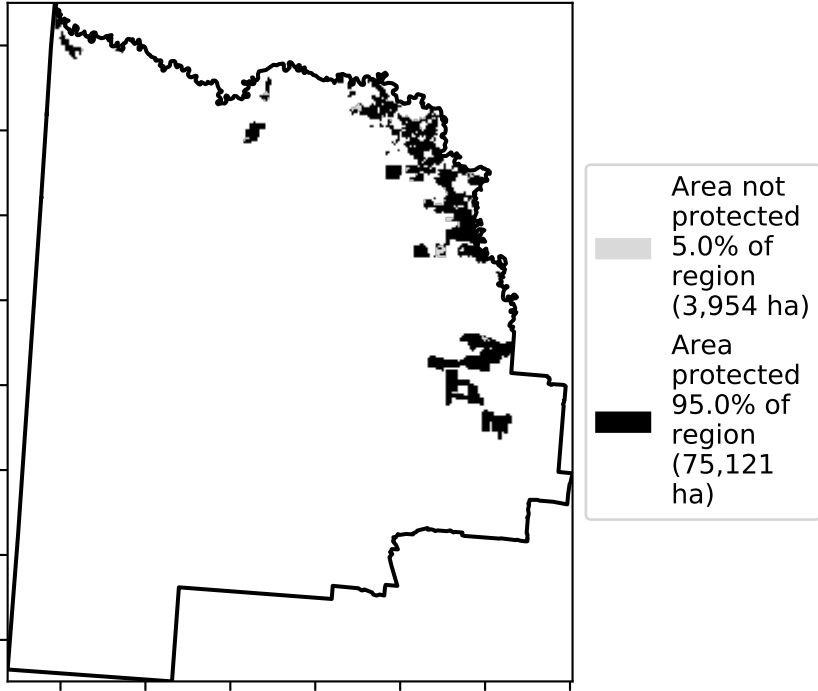 Area not
protected
5.0% of
region
(3,954 ha)
Area
protected
95.0% of
region
(75,121
ha)